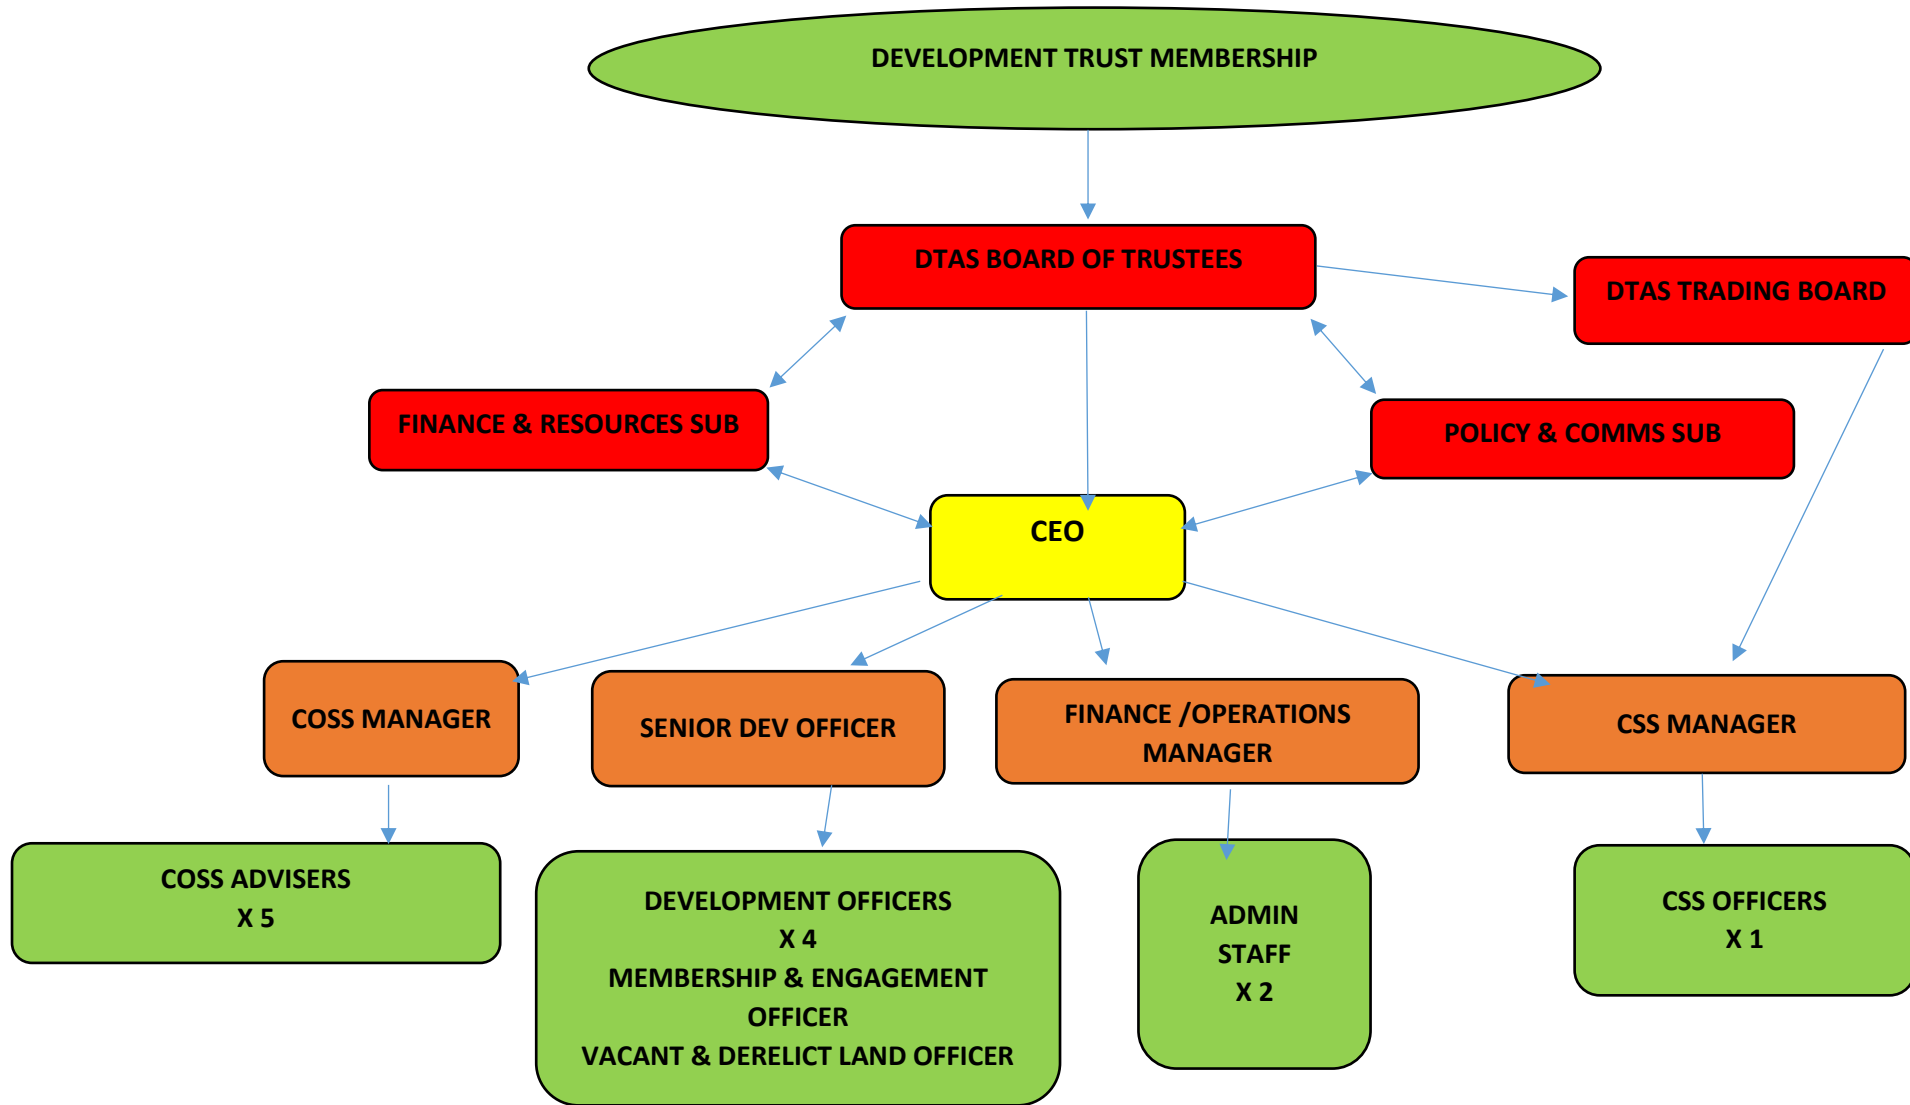 DEVELOPMENT TRUST MEMBERSHIP
DTAS BOARD OF TRUSTEES
DTAS TRADING BOARD
FINANCE & RESOURCES SUB
POLICY & COMMS SUB
CEO
COSS MANAGER
SENIOR DEV OFFICER
FINANCE /OPERATIONS
MANAGER
CSS MANAGER
COSS ADVISERS
X 5
DEVELOPMENT OFFICERS
X 4
MEMBERSHIP & ENGAGEMENT
OFFICER
VACANT & DERELICT LAND OFFICER
ADMIN
STAFF
X 2
CSS OFFICERS
X 1